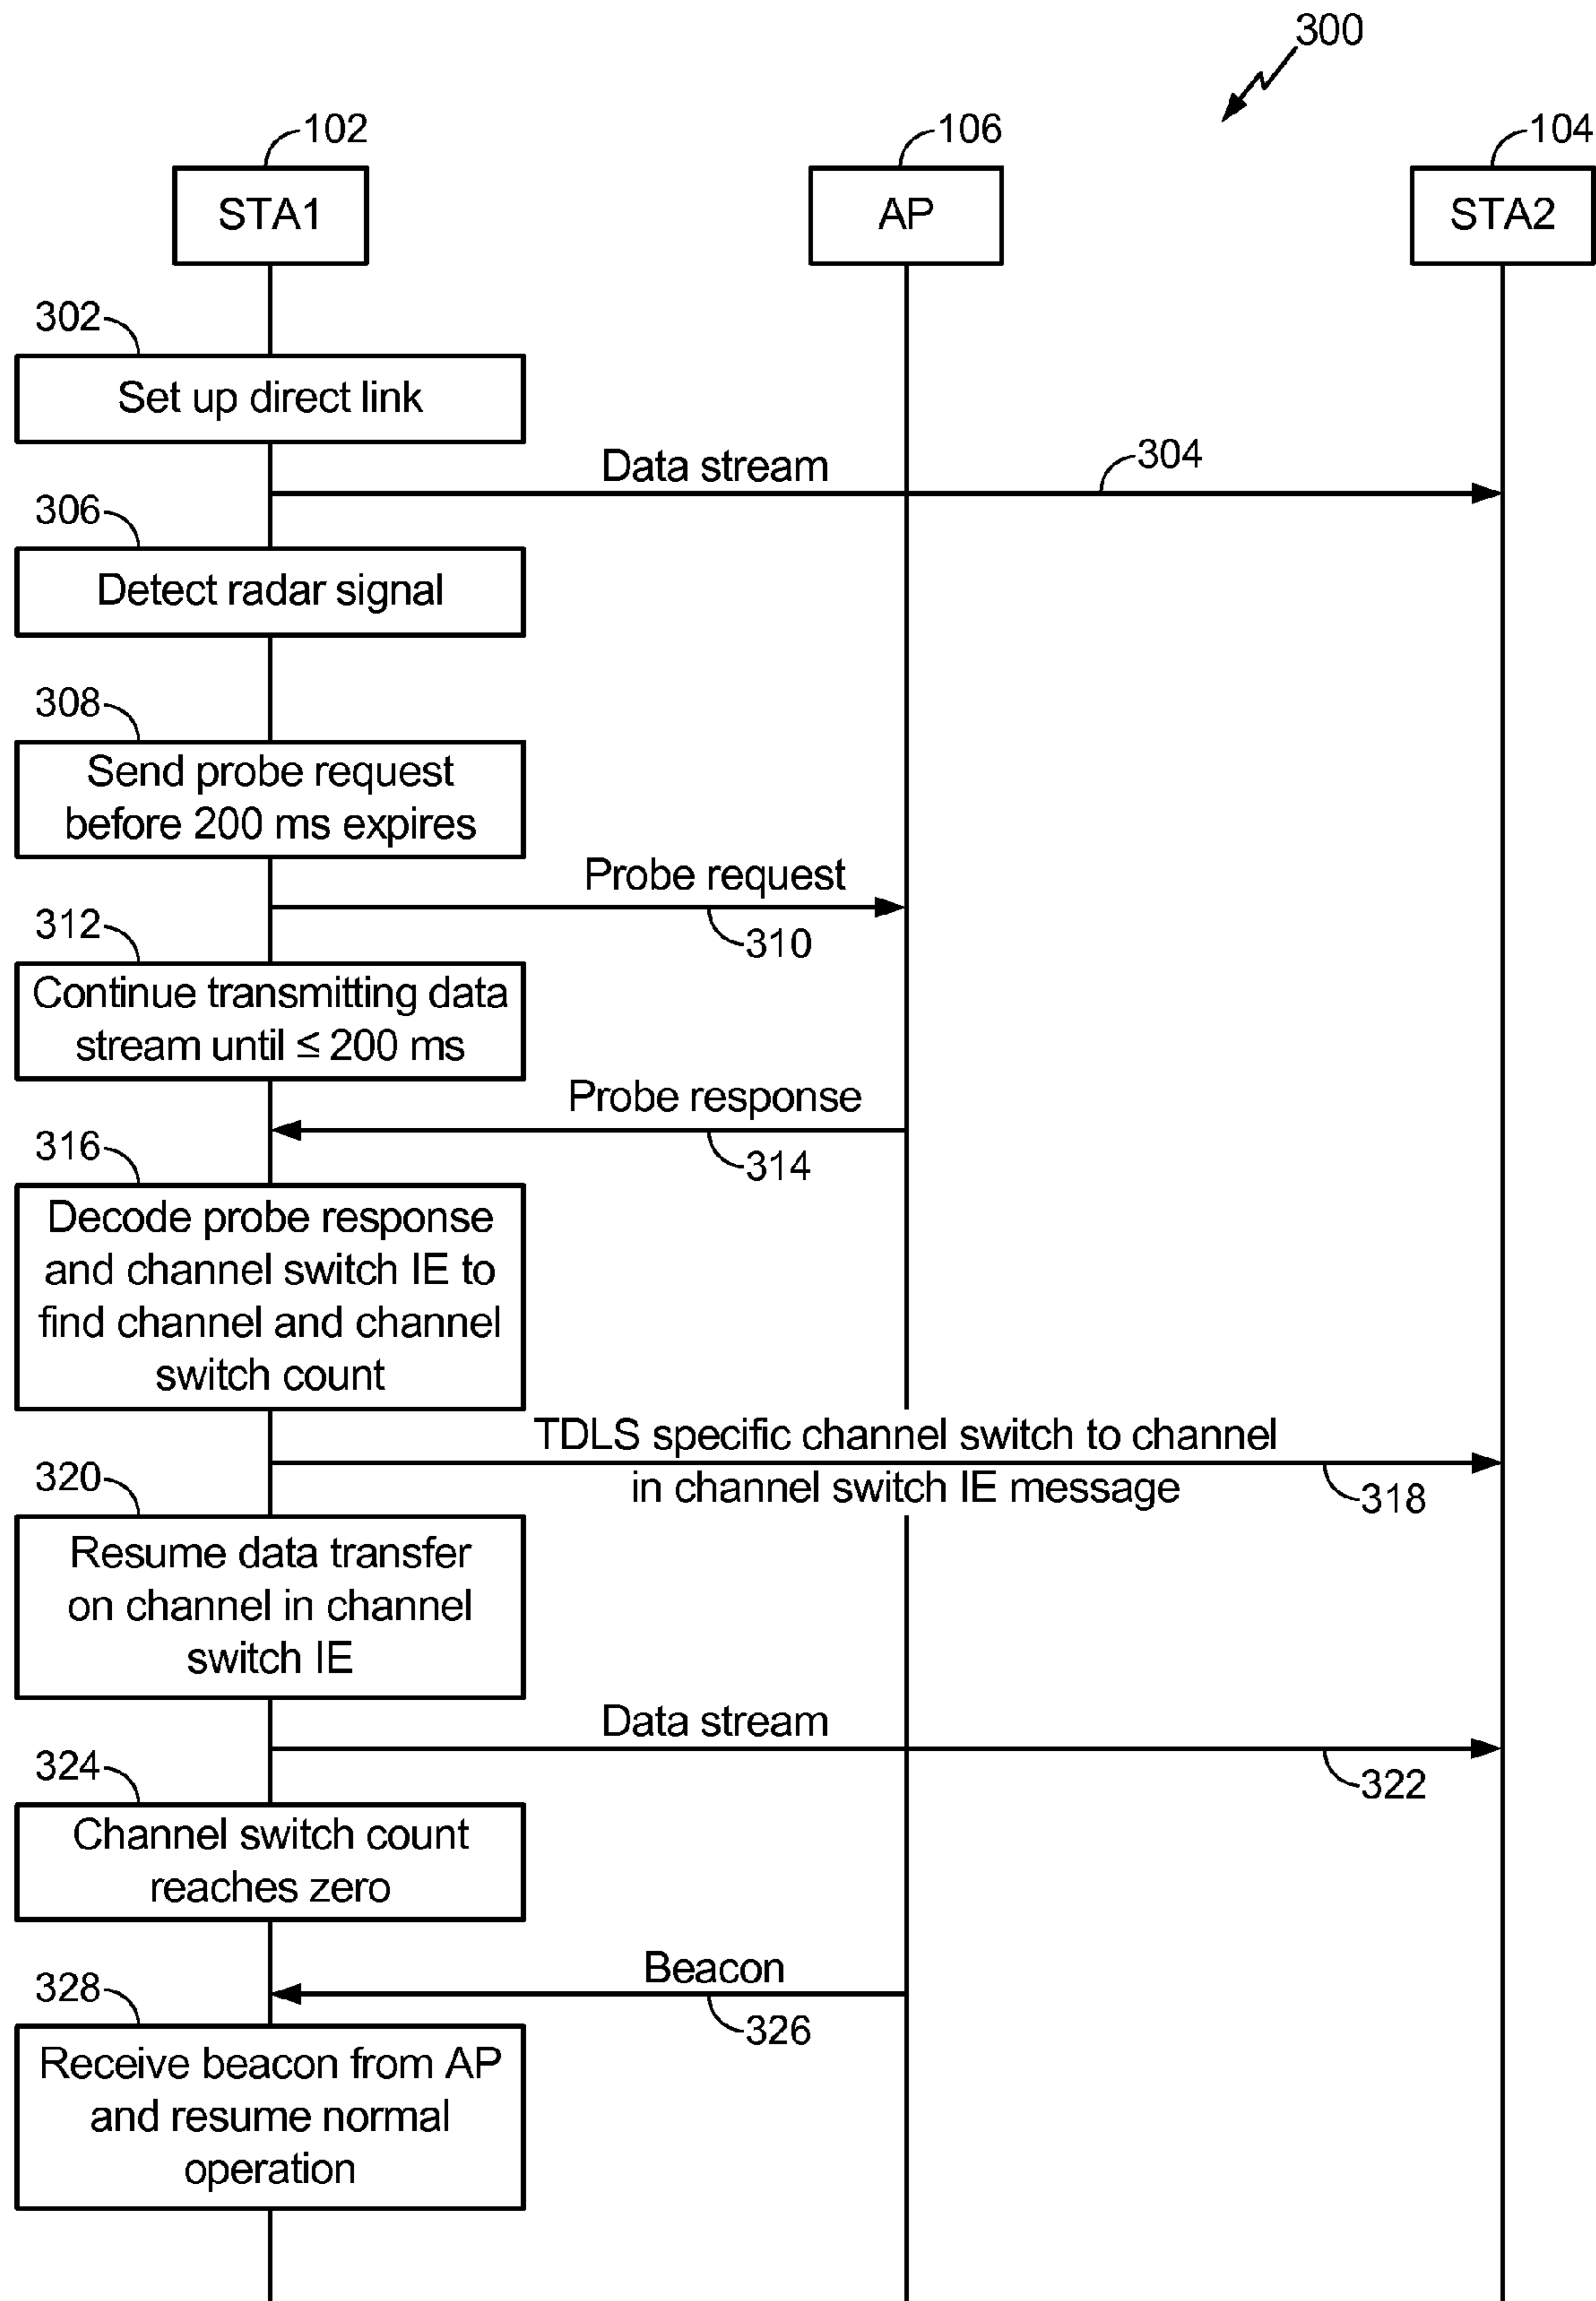 300
102
106
104
STA1
AP
STA2
302
Set up direct link
Data stream
304
306
Detect radar signal
308
Send probe request
before 200 ms expires
Probe request
310
312
Continue transmitting data
stream until ≤ 200 ms
Probe response
314
316
Decode probe response
and channel switch IE to
find channel and channel
switch count
TDLS specific channel switch to channel
in channel switch IE message
318
320
Resume data transfer
on channel in channel
switch IE
Data stream
322
324
Channel switch count
reaches zero
Beacon
326
328
Receive beacon from AP
and resume normal
operation